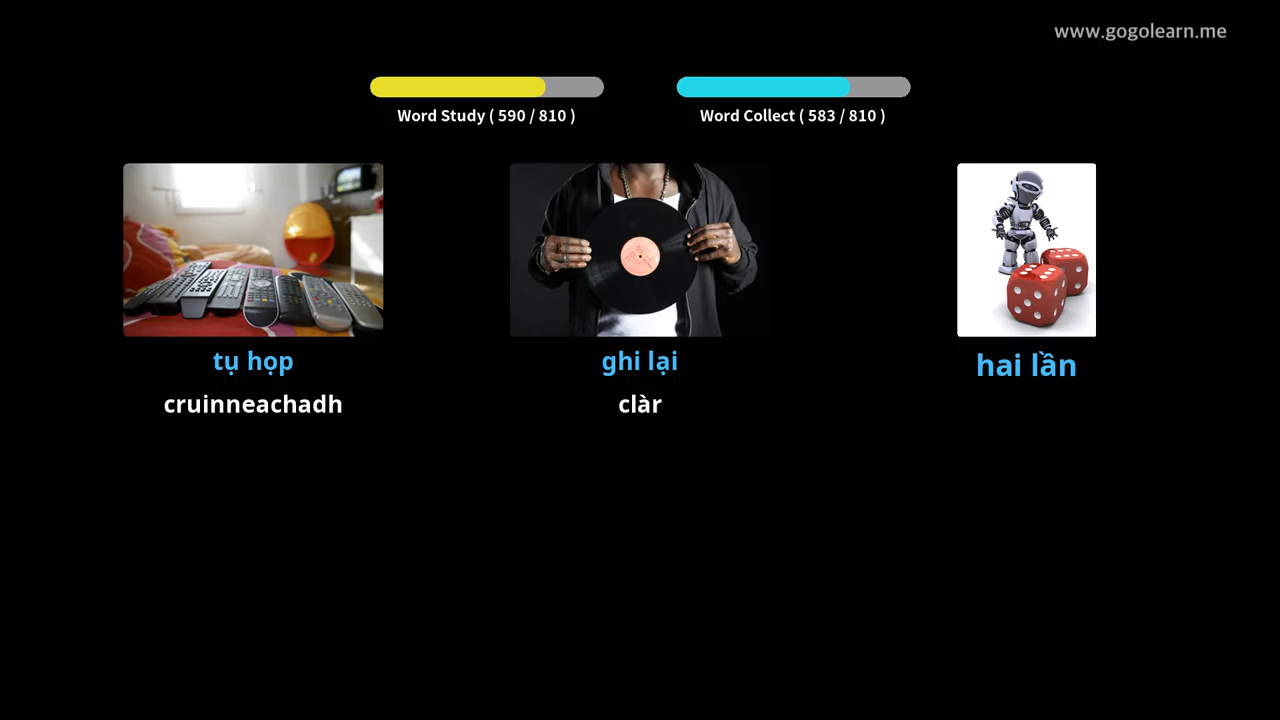 www.gogolearn.me
Word Study ( 590 / 810 )
Word Collect ( 583 / 810 )
tụ họp
cruinneachadh
ghi lại
clàr
hai lần